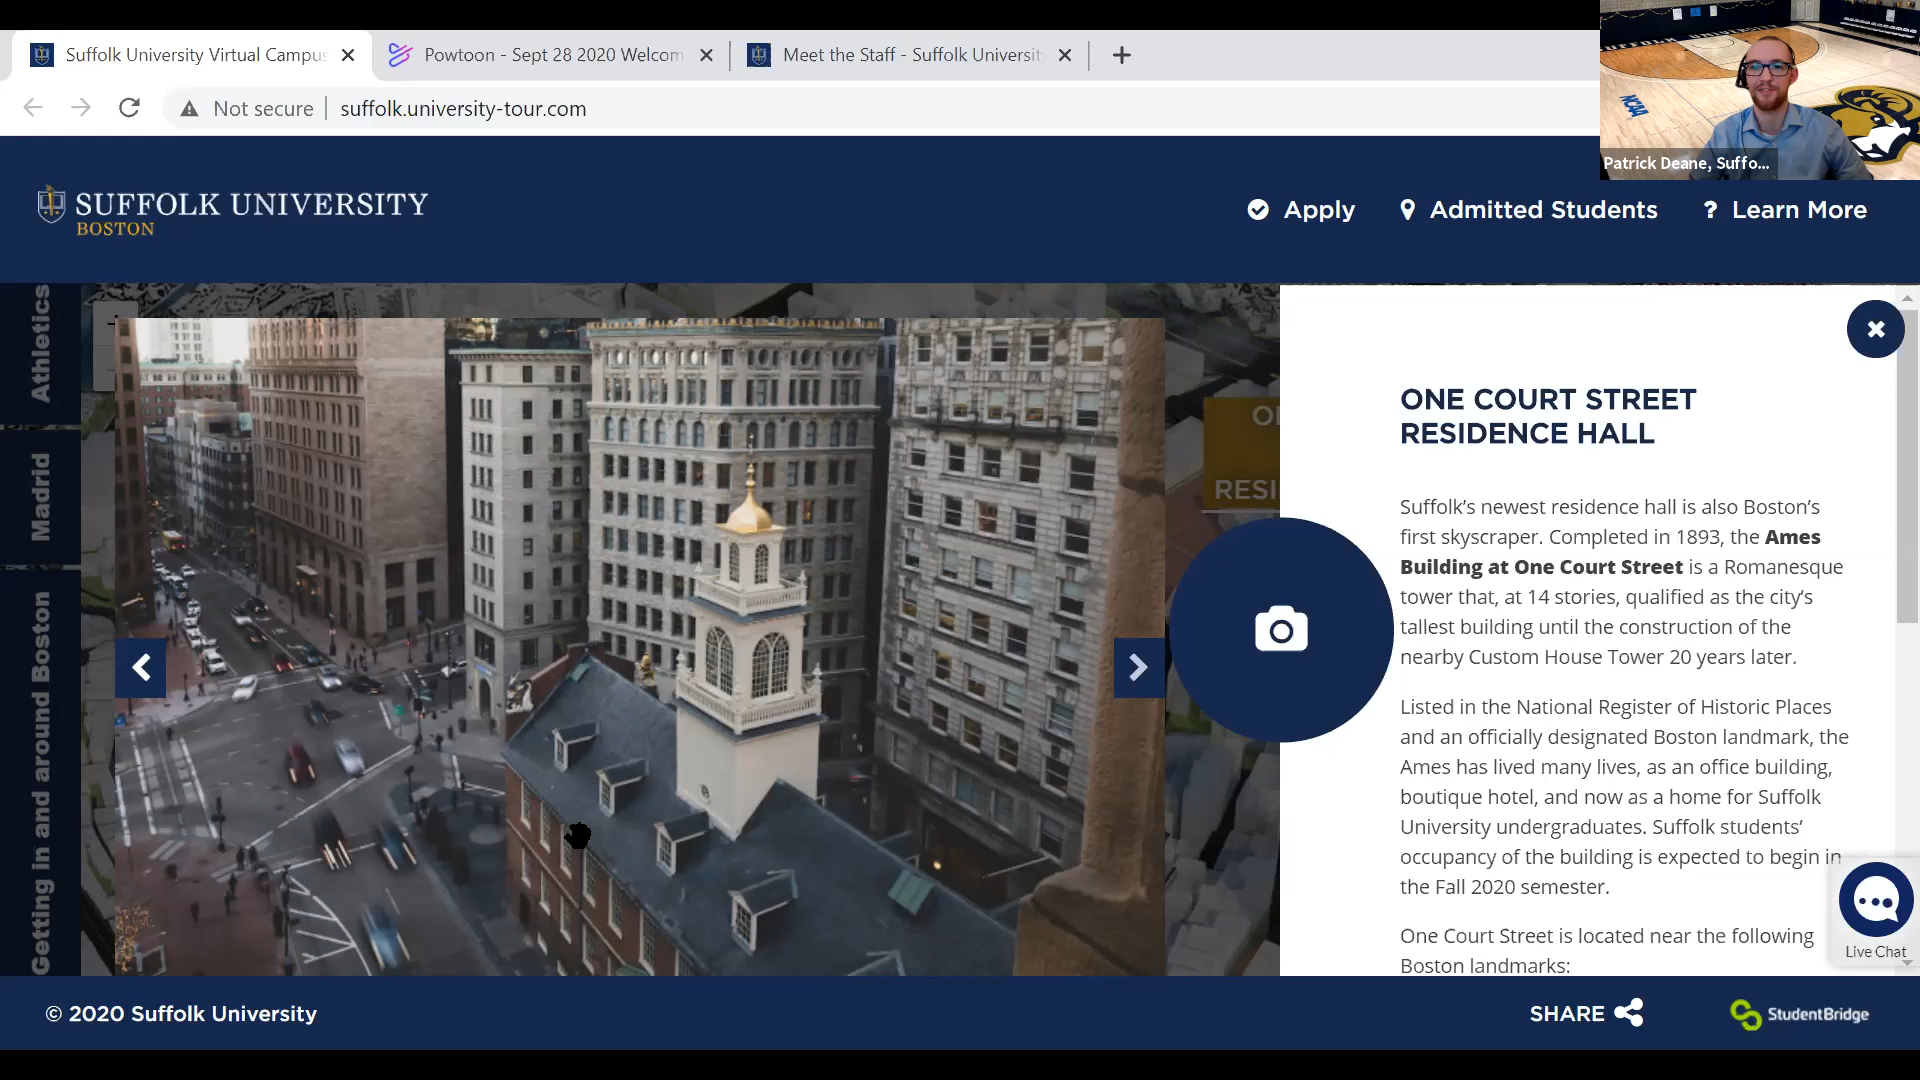 Suffolk University Virtual Campus
Powtoon - Sept 28 2020 Welcom
Meet the Staff - Suffolk University
Not secure
suffolk.university-tour.com
NCAA
Patrick Deane, Suffo...
SUFFOLK UNIVERSITY
BOSTON
Apply
Admitted Students
? Learn More
Athletics
Madrid
Getting in and around Boston
O
RESI
ONE COURT STREET
RESIDENCE HALL
Suffolk's newest residence hall is also Boston's
first skyscraper. Completed in 1893, the Ames
Building at One Court Street is a Romanesque
tower that, at 14 stories, qualified as the city's
tallest building until the construction of the
nearby Custom House Tower 20 years later.
Listed in the National Register of Historic Places
and an officially designated Boston landmark, the
Ames has lived many lives, as an office building,
boutique hotel, and now as a home for Suffolk
University undergraduates. Suffolk students'
occupancy of the building is expected to begin in
the Fall 2020 semester.
One Court Street is located near the following
Boston landmarks:
Live Chat
© 2020 Suffolk University
SHARE
StudentBridge